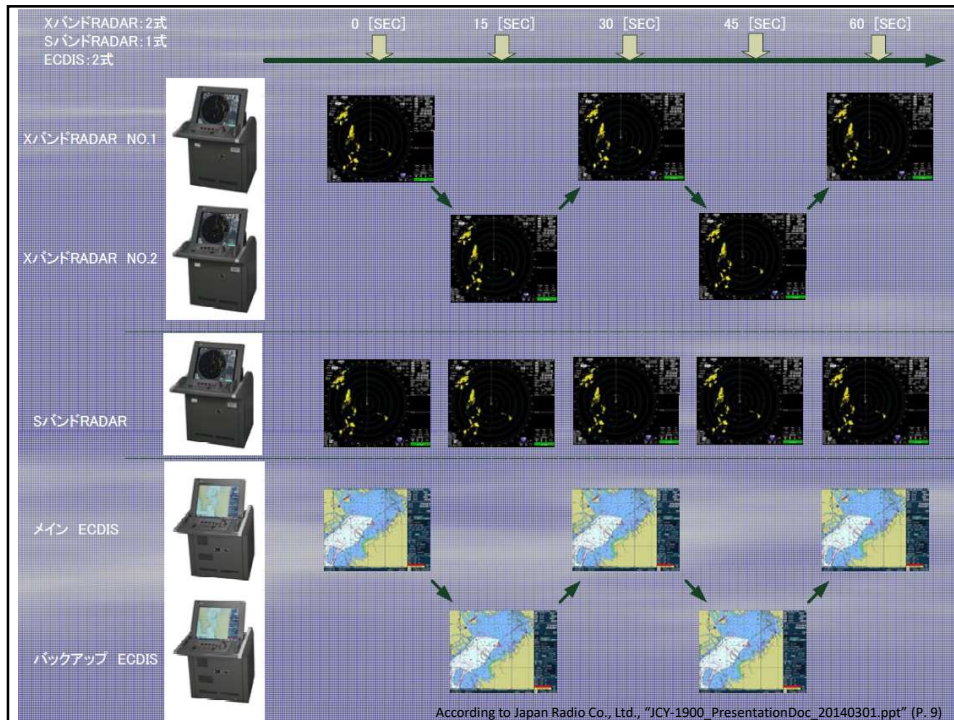 XバンドRADAR:2式
SバンドRADAR:1式
ECDIS:2式
0 [SEC]
15 [SEC]
30 [SEC]
45 [SEC]
60 [SEC]
XバンドRADAR NO.1
XバンドRADAR NO.2
SバンドRADAR
メイン ECDIS
バックアップ ECDIS
According to Japan Radio Co., Ltd., “JCY-1900_PresentationDoc_20140301.ppt” (P. 9)